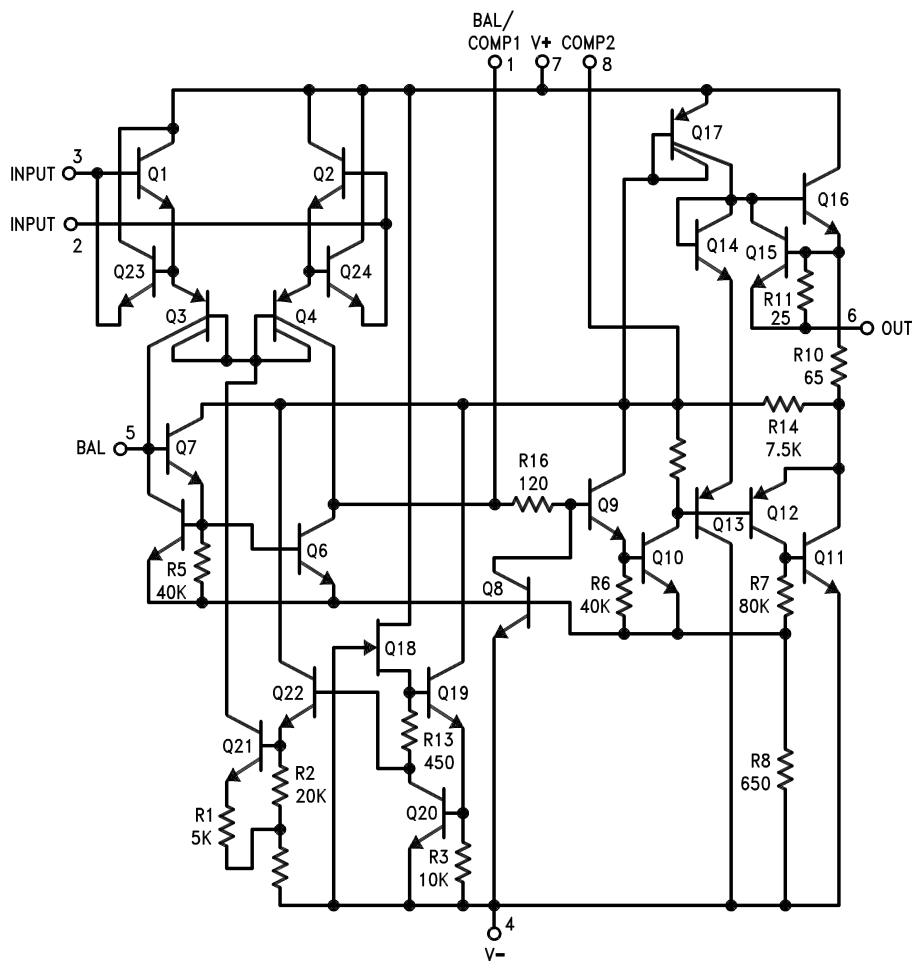 BAL/
COMP1 V+ COMP2
1 7 8
Q17
3
INPUT Q1 Q2
Q16
INPUT
2
Q14 Q15
Q23 Q24
R11
25
6
OUT
Q3 Q4
R10
65
R14
7.5K
5
BAL Q7
R16
120
Q9
Q13 Q12
Q6 Q10 Q11
R5
40K
Q8 R6
40K
R7
80K
Q18
Q22 Q19
Q21 R13
450
R2
20K
R8
650
R1
5K
Q20
R3
10K
4
V-